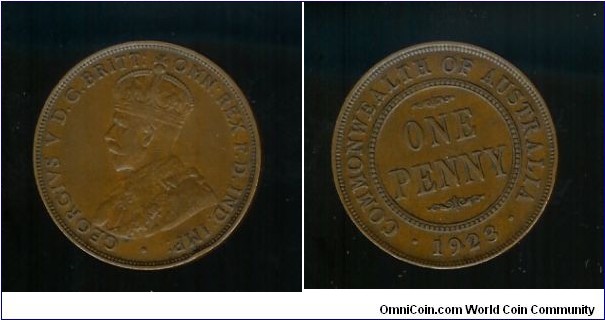 GEORGIVS V D.G. BRITT: OMN: REX F.D. IND: IMP:
COMMONWEALTH OF AUSTRALIA
ONE
PENNY
· 1923 ·
OmniCoin.com World Coin Community